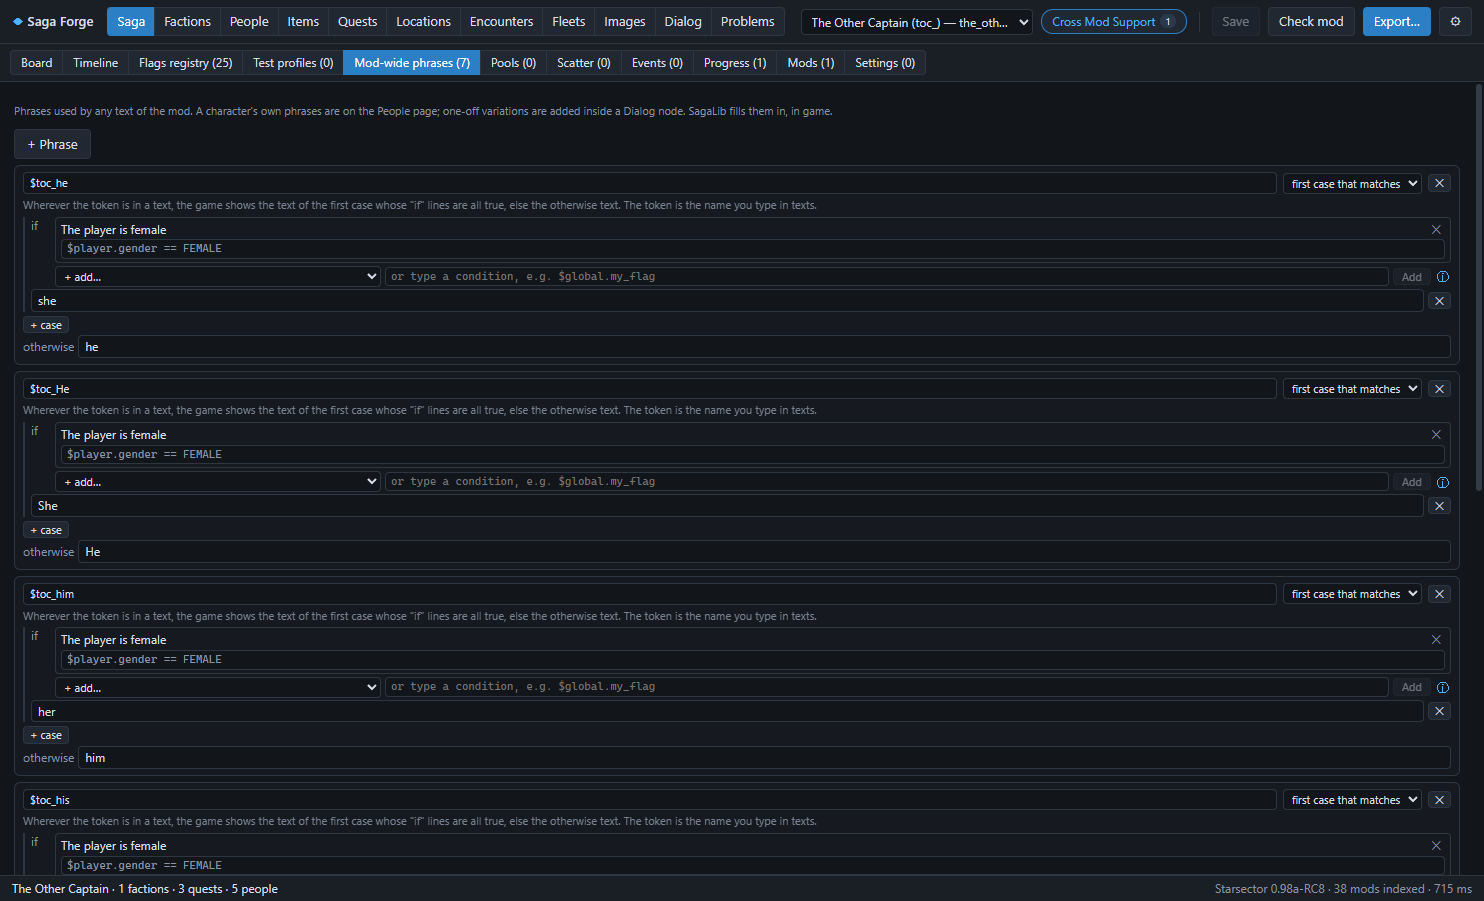 Saga Forge Saga Factions People Items Quests Locations Encounters Fleets Images Dialog Problems The Other Captain (toc_) — the_oth... Cross Mod Support 1 Save Check mod Export...
Board Timeline Flags registry (25) Test profiles (0) Mod-wide phrases (7) Pools (0) Scatter (0) Events (0) Progress (1) Mods (1) Settings (0)
Phrases used by any text of the mod. A character's own phrases are on the People page; one-off variations are added inside a Dialog node. SagaLib fills them in, in game.
+ Phrase
$toc_he first case that matches
Wherever the token is in a text, the game shows the text of the first case whose "if" lines are all true, else the otherwise text. The token is the name you type in texts.
if The player is female
$player.gender == FEMALE
+ add... or type a condition, e.g. $global.my_flag Add
she
+ case
otherwise he
$toc_He first case that matches
Wherever the token is in a text, the game shows the text of the first case whose "if" lines are all true, else the otherwise text. The token is the name you type in texts.
if The player is female
$player.gender == FEMALE
+ add... or type a condition, e.g. $global.my_flag Add
She
+ case
otherwise He
$toc_him first case that matches
Wherever the token is in a text, the game shows the text of the first case whose "if" lines are all true, else the otherwise text. The token is the name you type in texts.
if The player is female
$player.gender == FEMALE
+ add... or type a condition, e.g. $global.my_flag Add
her
+ case
otherwise him
$toc_his first case that matches
Wherever the token is in a text, the game shows the text of the first case whose "if" lines are all true, else the otherwise text. The token is the name you type in texts.
if The player is female
$player.gender == FEMALE
The Other Captain · 1 factions · 3 quests · 5 people Starsector 0.98a-RC8 · 38 mods indexed · 715 ms